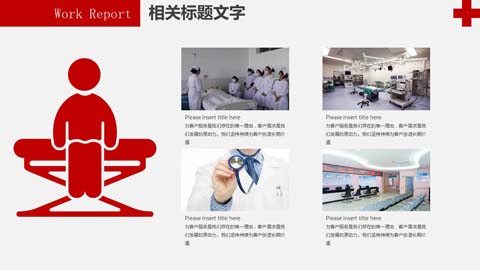 Work Report
相关标题文字
Please Insert title here
为客户服务是我们存在的唯一理由，客户需求是我
们发展的原动力。我们坚持持续为客户创造长期价
值
Please Insert title here
为客户服务是我们存在的唯一理由，客户需求是我
们发展的原动力。我们坚持持续为客户创造长期价
值
Please Insert title here
为客户服务是我们存在的唯一理由，客户需求是我
们发展的原动力。我们坚持持续为客户创造长期价
值
Please Insert title here
为客户服务是我们存在的唯一理由，客户需求是我
们发展的原动力。我们坚持持续为客户创造长期价
值